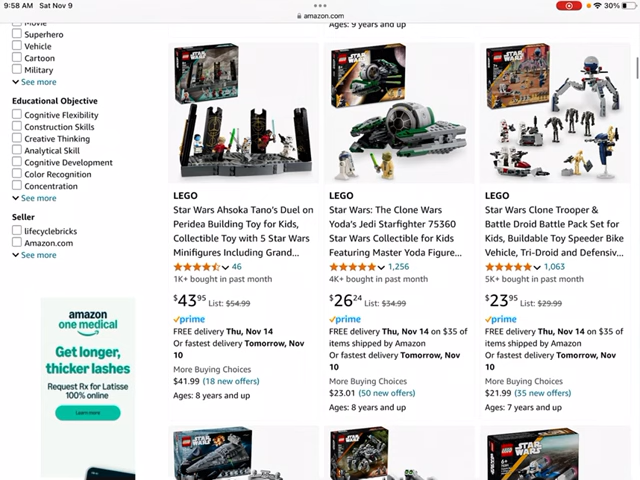 9:58 AM Sat Nov 9
30%
amazon.com
Movie
Superhero
Vehicle
Cartoon
Military
See more
Educational Objective
Cognitive Flexibility
Construction Skills
Creative Thinking
Analytical Skill
Cognitive Development
Color Recognition
Concentration
See more
Seller
lifecyclebricks
Amazon.com
See more
amazon
one medical
Get longer,
thicker lashes
Request Rx for Latisse
100% online
Learn more
Ages: 9 years and up
LEGO
Star Wars Ahsoka Tano's Duel on
Peridea Building Toy for Kids,
Collectible Toy with 5 Star Wars
Minifigures Including Grand...
46
1K+ bought in past month
$43 95 List: $54.99
prime
FREE delivery Thu, Nov 14
Or fastest delivery Tomorrow, Nov
10
More Buying Choices
$41.99 (18 new offers)
Ages: 8 years and up
LEGO
Star Wars: The Clone Wars
Yoda's Jedi Starfighter 75360
Star Wars Collectible for Kids
Featuring Master Yoda Figure...
1,256
4K+ bought in past month
$26 24 List: $34.99
prime
FREE delivery Thu, Nov 14 on $35 of
items shipped by Amazon
Or fastest delivery Tomorrow, Nov
10
More Buying Choices
$23.01 (50 new offers)
Ages: 8 years and up
LEGO
Star Wars Clone Trooper &
Battle Droid Battle Pack Set for
Kids, Buildable Toy Speeder Bike
Vehicle, Tri-Droid and Defensiv...
1,063
5K+ bought in past month
$23 95 List: $29.99
prime
FREE delivery Thu, Nov 14 on $35 of
items shipped by Amazon
Or fastest delivery Tomorrow, Nov
10
More Buying Choices
$21.99 (35 new offers)
Ages: 7 years and up